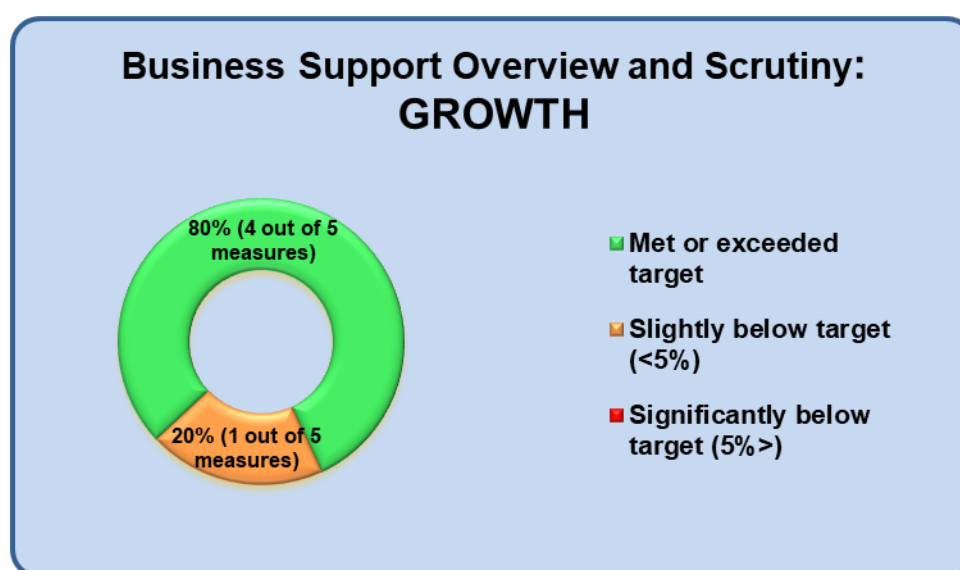 Business Support Overview and Scrutiny:
GROWTH
80% (4 out of 5
measures)
20% (1 out of 5
measures)
Met or exceeded
target
Slightly below target
(<5%)
Significantly below
target (5%>)